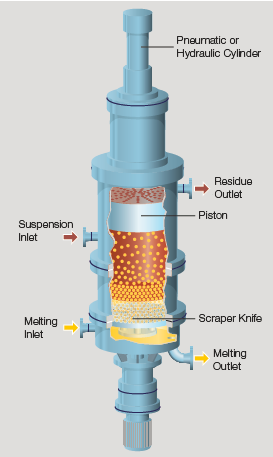 Pneumatic or
Hydraulic Cylinder
Residue
Outlet
Piston
Suspension
Inlet
Scraper Knife
Melting
Inlet
Melting
Outlet